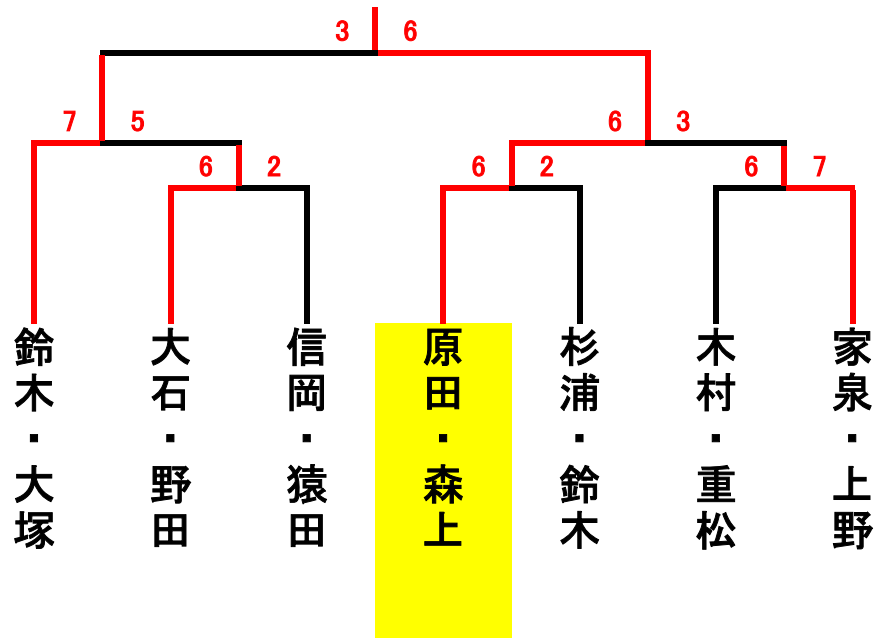 3 6
7 5
6 3
6 2
6 2
6 7
鈴木・大塚
大石・野田
信岡・猿田
原田・森上
杉浦・鈴木
木村・重松
家泉・上野